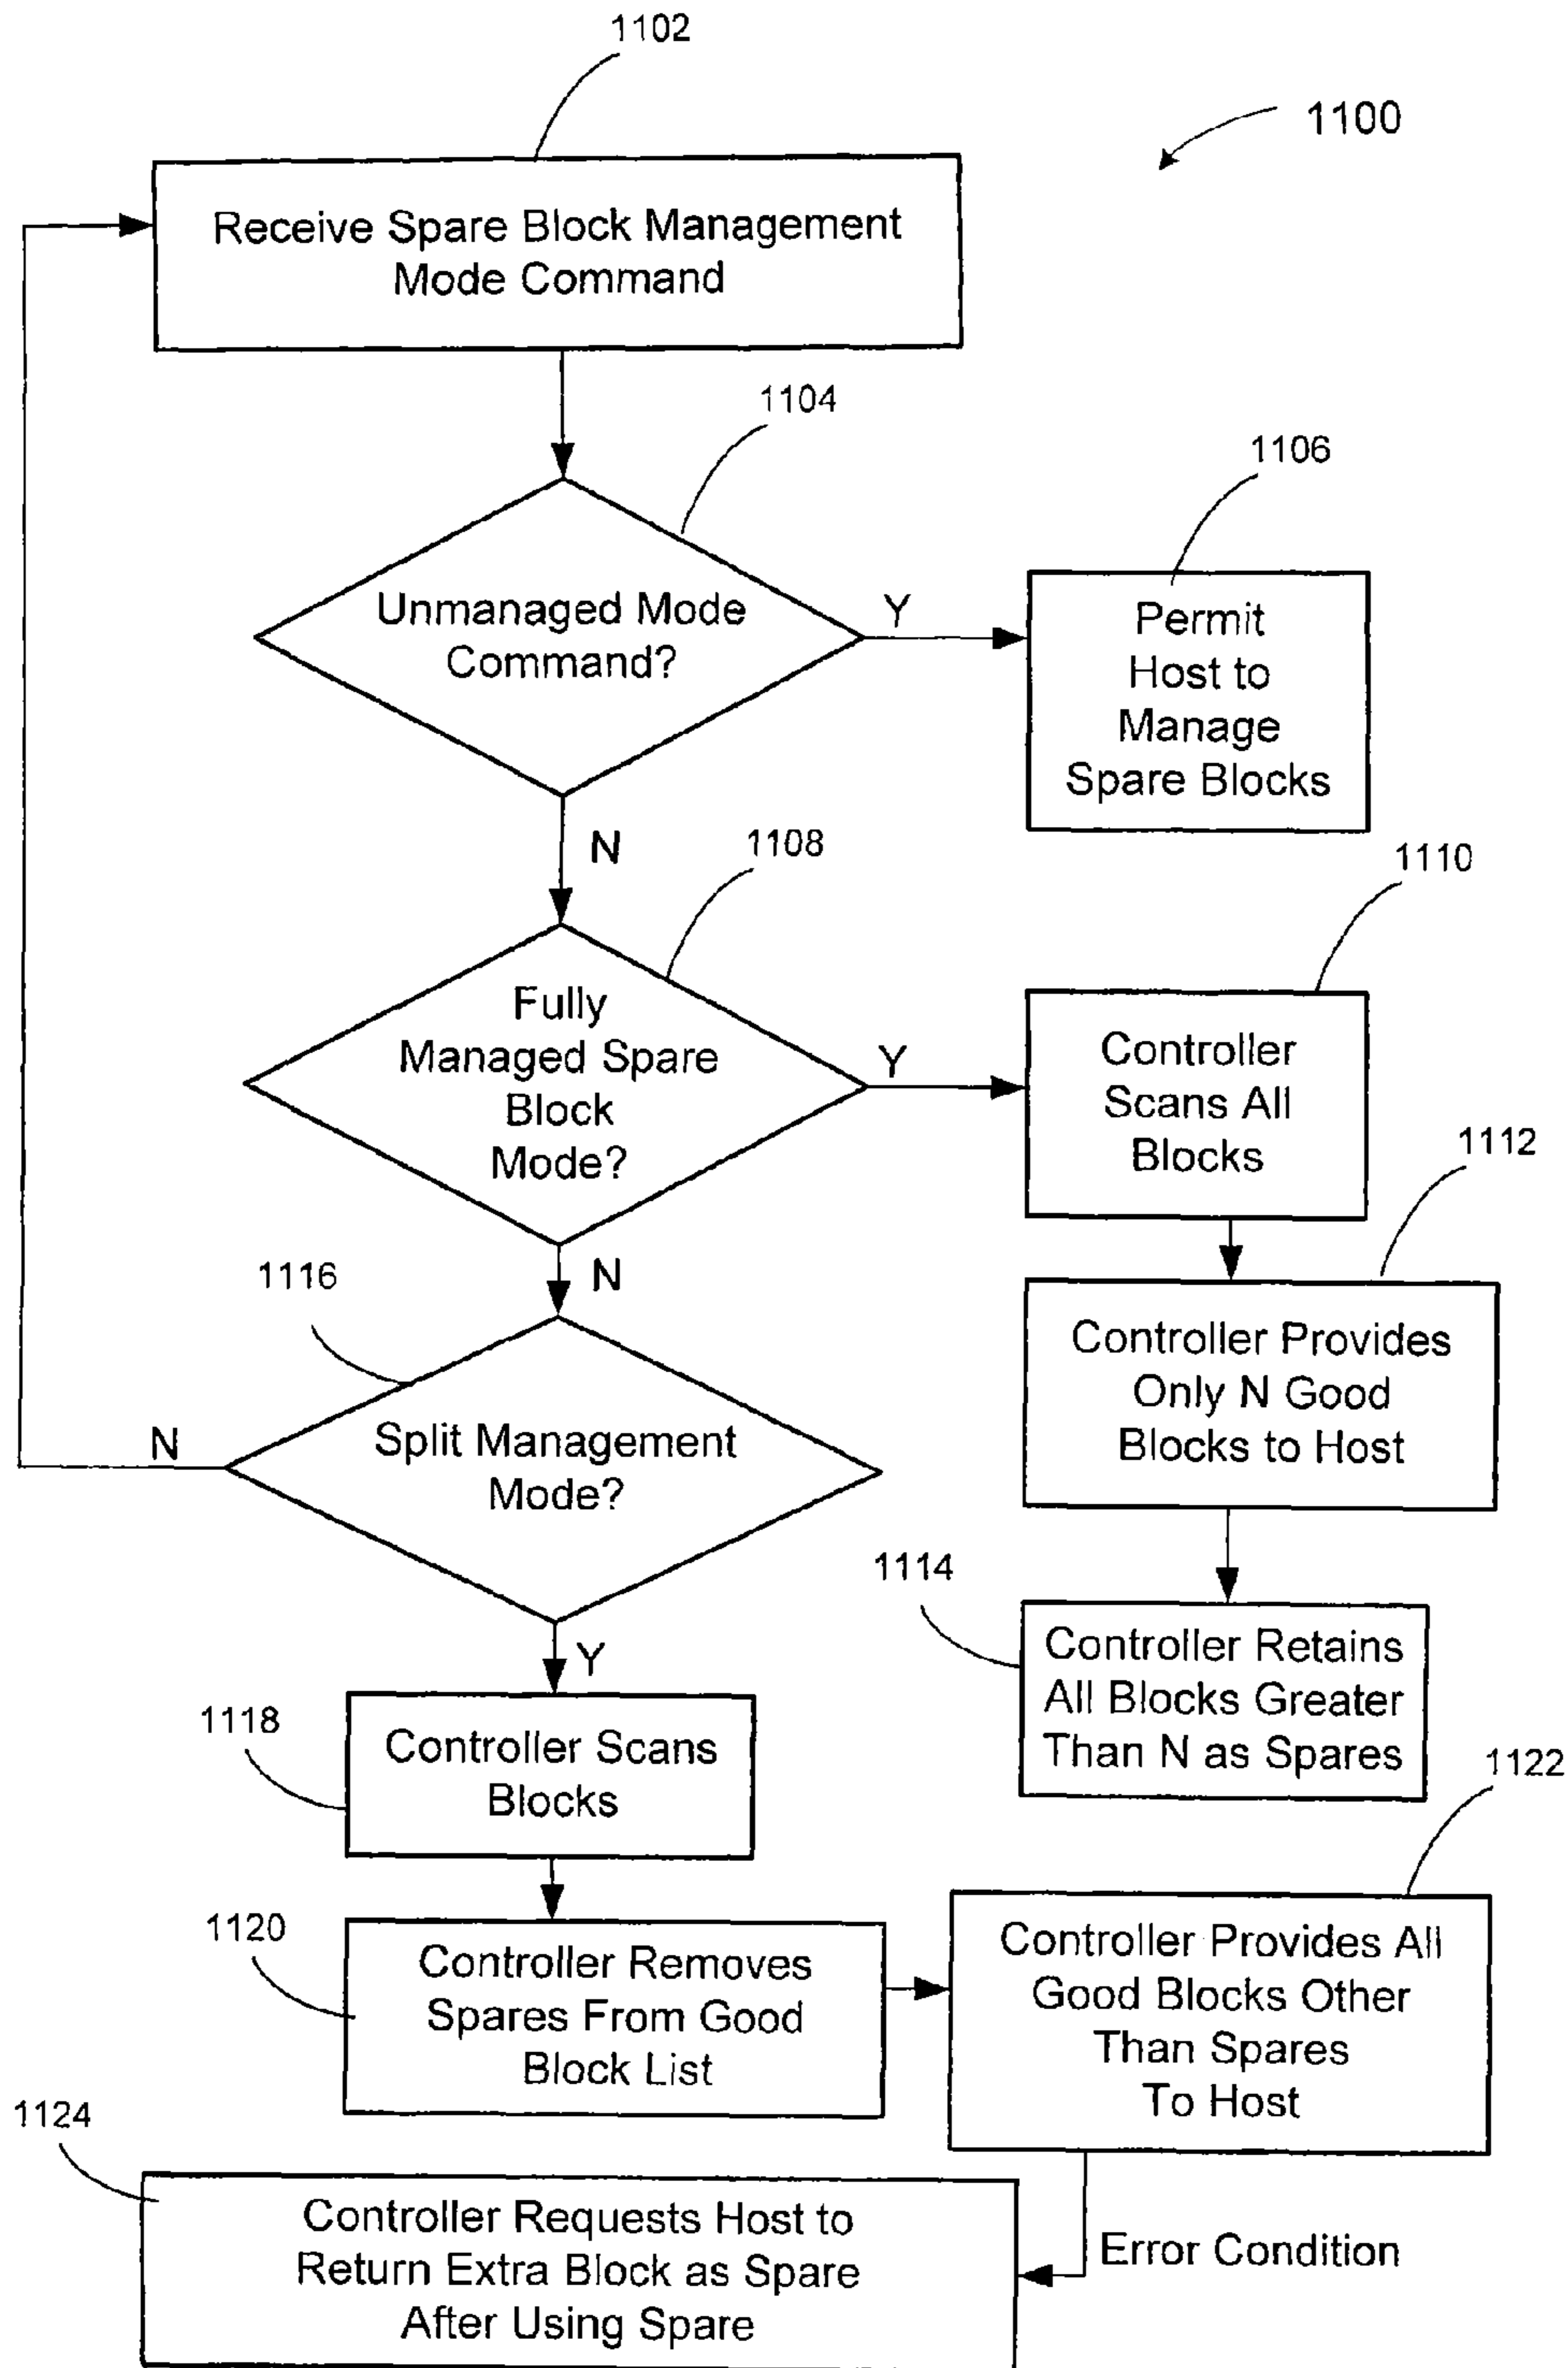 1102
1100
Receive Spare Block Management
Mode Command
1104
1106
Unmanaged Mode
Command?
Y
Permit
Host to
Manage
Spare Blocks
N
1108
1110
Fully
Managed Spare
Block
Mode?
Y
Controller
Scans All
Blocks
1112
N
1116
Controller Provides
Only N Good
Blocks to Host
Split Management
Mode?
N
1114
Controller Retains
All Blocks Greater
Than N as Spares
Y
1118
Controller Scans
Blocks
1122
1120
Controller Removes
Spares From Good
Block List
Controller Provides All
Good Blocks Other
Than Spares
To Host
1124
Controller Requests Host to
Return Extra Block as Spare
After Using Spare
Error Condition